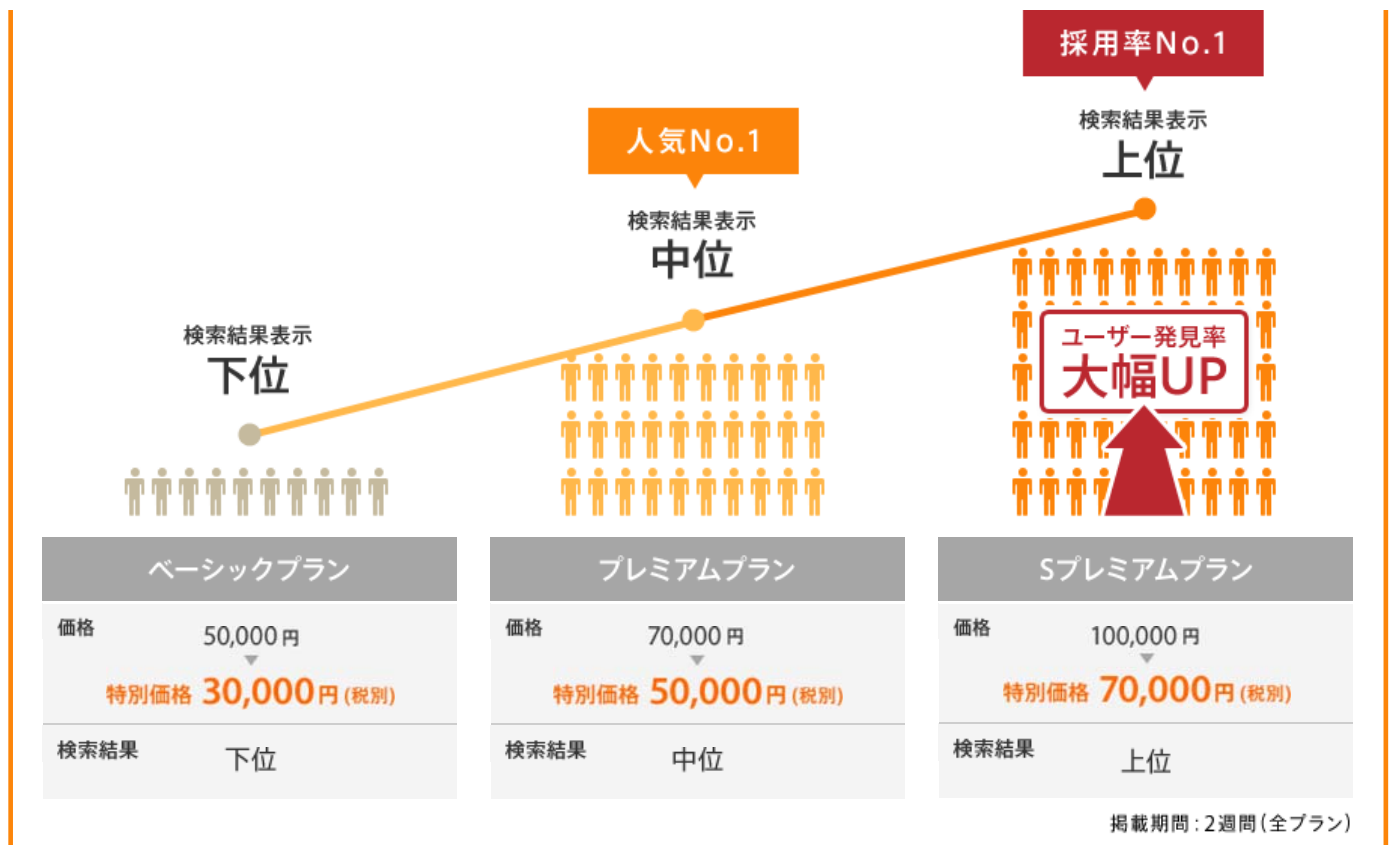 採用率No.1
検索結果表示
上位
人気No.1
検索結果表示
中位
検索結果表示
下位
ユーザー発見率
大幅UP
ベーシックプラン
価格
50,000円
特別価格 30,000円(税別)
検索結果
下位
プレミアムプラン
価格
70,000円
特別価格 50,000円(税別)
検索結果
中位
Sプレミアムプラン
価格
100,000円
特別価格 70,000円(税別)
検索結果
上位
掲載期間:2週間(全プラン)